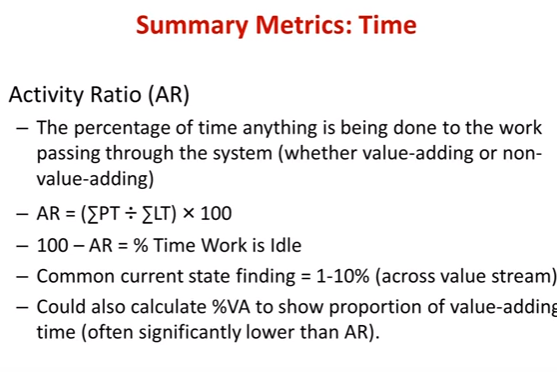 Summary Metrics: Time
Activity Ratio (AR)
– The percentage of time anything is being done to the work
passing through the system (whether value-adding or non-
value-adding)
– AR = (∑PT ÷ ∑LT) × 100
– 100 – AR = % Time Work is Idle
– Common current state finding = 1-10% (across value stream)
– Could also calculate %VA to show proportion of value-adding
time (often significantly lower than AR).